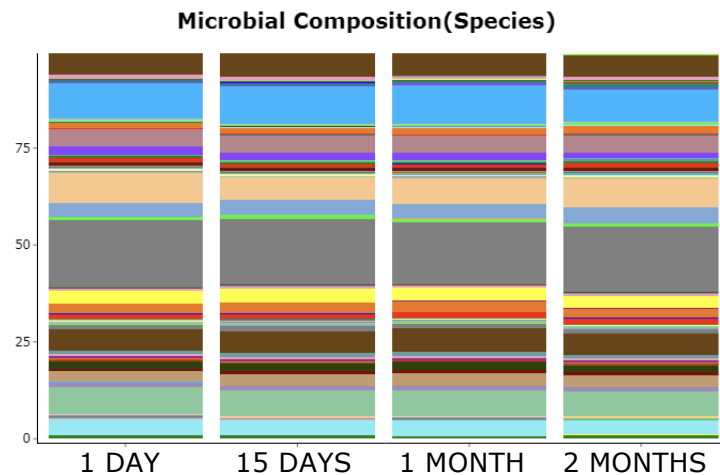 Microbial Composition(Species)
75
50
25
0
1 DAY 15 DAYS 1 MONTH 2 MONTHS